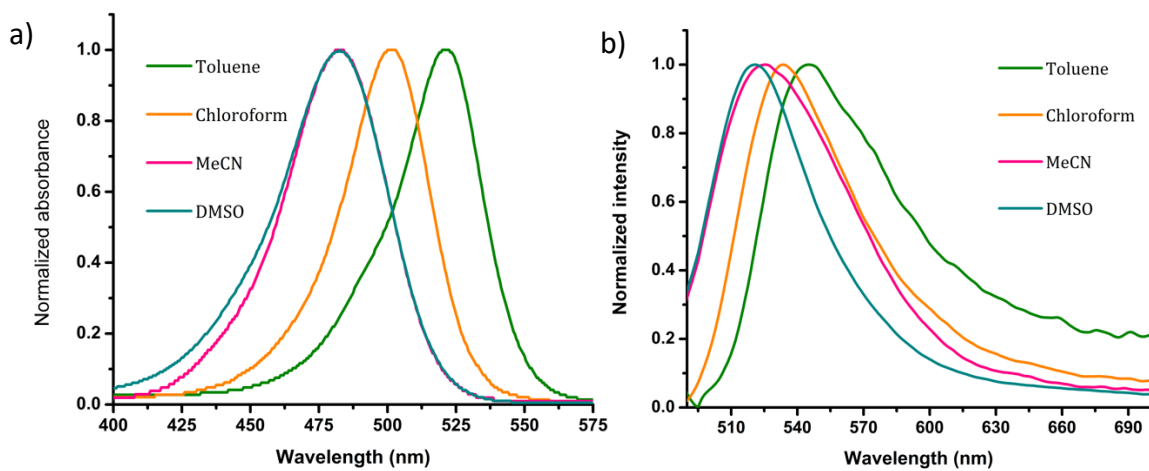 a)
Normalized absorbance
1.0
0.8
0.6
0.4
0.2
0.0
Toluene
Chloroform
MeCN
DMSO
400 425 450 475 500 525 550 575
Wavelength (nm)
b)
Normalized intensity
1.0
0.8
0.6
0.4
0.2
0.0
Toluene
Chloroform
MeCN
DMSO
510 540 570 600 630 660 690
Wavelength (nm)